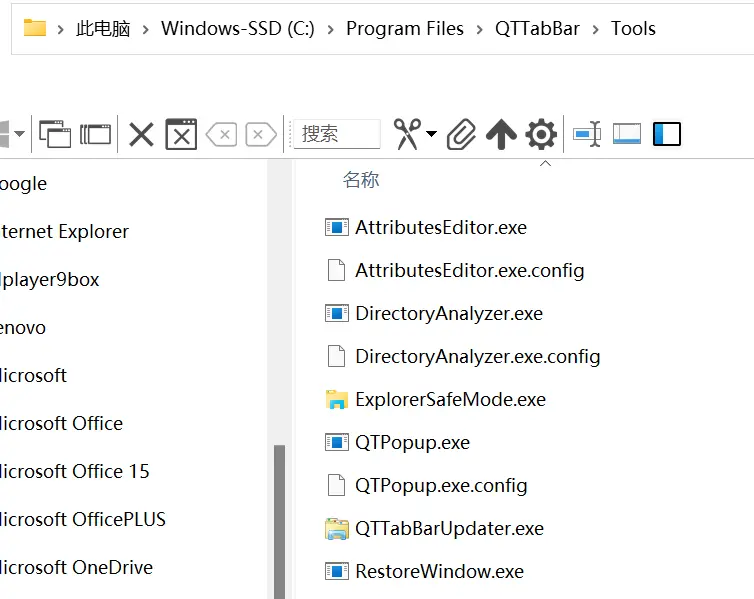 此电脑 Windows-SSD (C:) Program Files QTTabBar Tools
搜索
oogle
ternet Explorer
lplayer9box
enovo
icrosoft
icrosoft Office
icrosoft Office 15
icrosoft OfficePLUS
icrosoft OneDrive
名称
AttributesEditor.exe
AttributesEditor.exe.config
DirectoryAnalyzer.exe
DirectoryAnalyzer.exe.config
ExplorerSafeMode.exe
QTPopup.exe
QTPopup.exe.config
QTTabBarUpdater.exe
RestoreWindow.exe